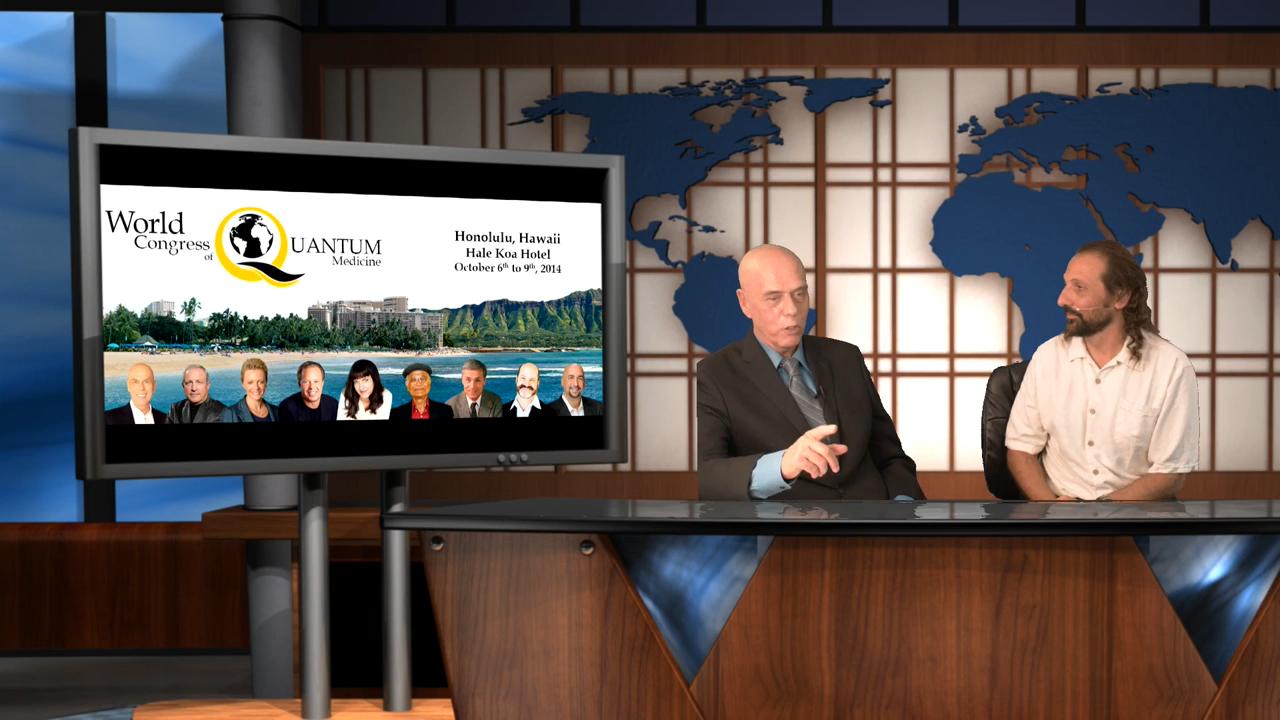 World
Congress
of
QUANTUM
Medicine
Honolulu, Hawaii
Hale Koa Hotel
October 6th to 9th, 2014